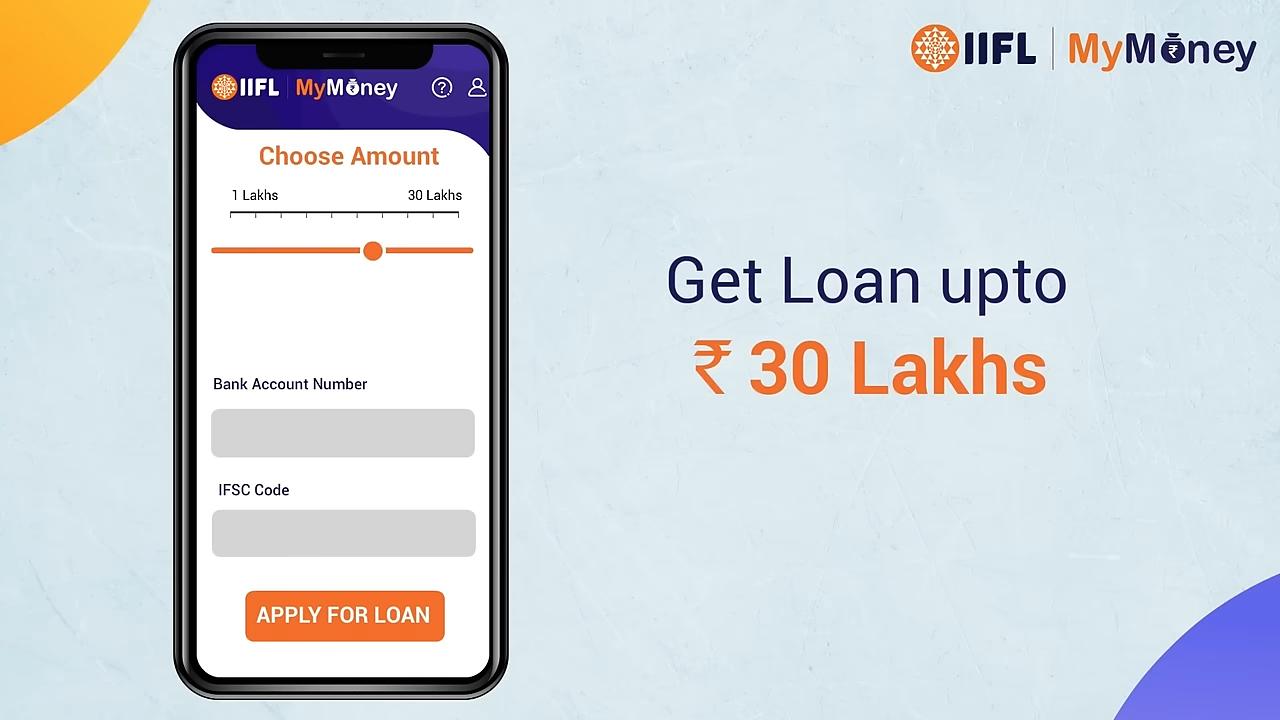 IIFL | MyMoney
IIFL | MyMoney
Choose Amount
1 Lakhs 30 Lakhs
Get Loan upto
₹ 30 Lakhs
Bank Account Number
IFSC Code
APPLY FOR LOAN